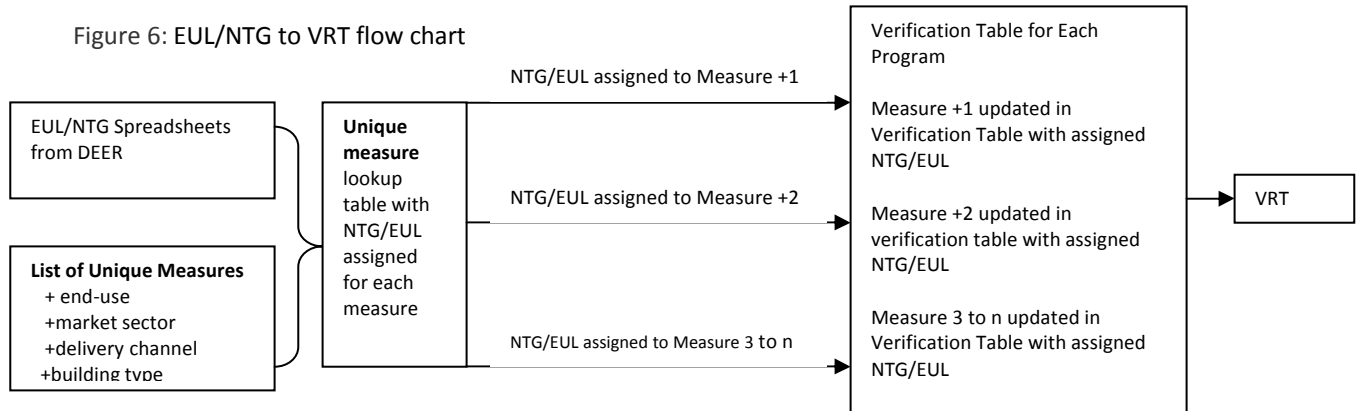 Figure 6: EUL/NTG to VRT flow chart
EUL/NTG Spreadsheets
from DEER
List of Unique Measures
+ end-use
+market sector
+delivery channel
+building type
Unique
measure
lookup
table with
NTG/EUL
assigned
for each
measure
NTG/EUL assigned to Measure +1
NTG/EUL assigned to Measure +2
NTG/EUL assigned to Measure 3 to n
Verification Table for Each
Program
Measure +1 updated in
Verification Table with assigned
NTG/EUL
Measure +2 updated in
verification table with assigned
NTG/EUL
Measure 3 to n updated in
Verification Table with assigned
NTG/EUL
VRT